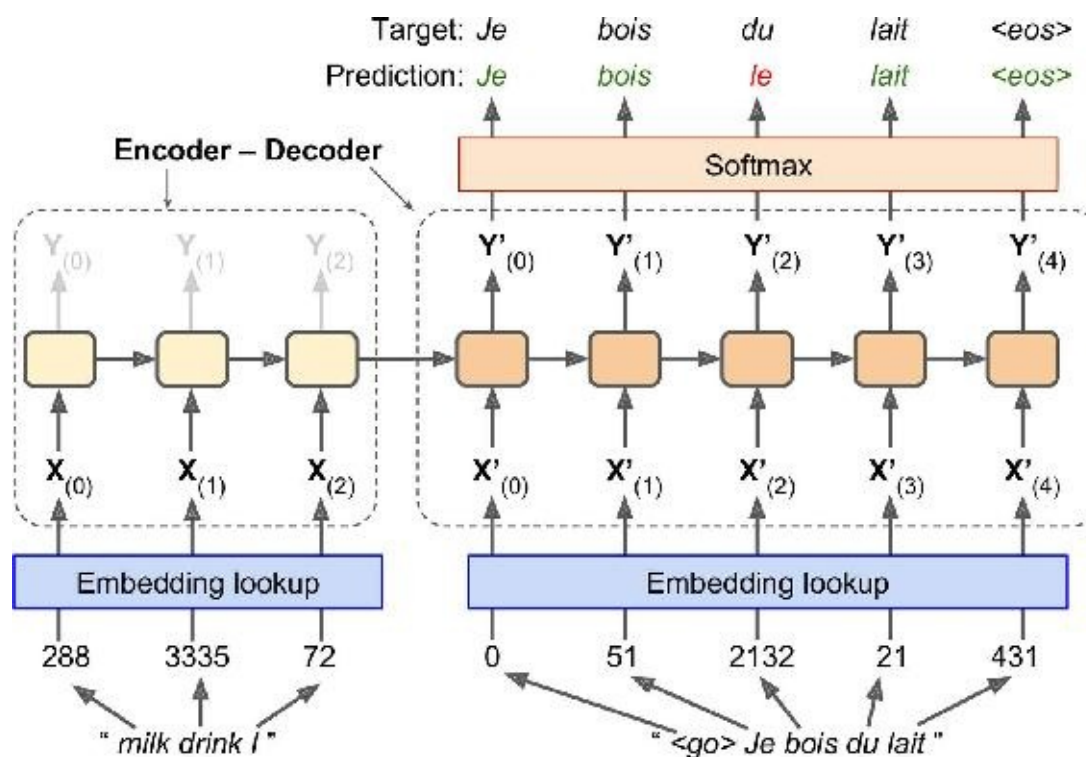 Target: Je bois du lait <eos>
Prediction: Je bois le lait <eos>
Encoder – Decoder
Softmax
Y(0) Y(1) Y(2) Y'(0) Y'(1) Y'(2) Y'(3) Y'(4)
X(0) X(1) X(2) X'(0) X'(1) X'(2) X'(3) X'(4)
Embedding lookup Embedding lookup
288 3335 72 0 51 2132 21 431
" milk drink I " " <go> Je bois du lait "